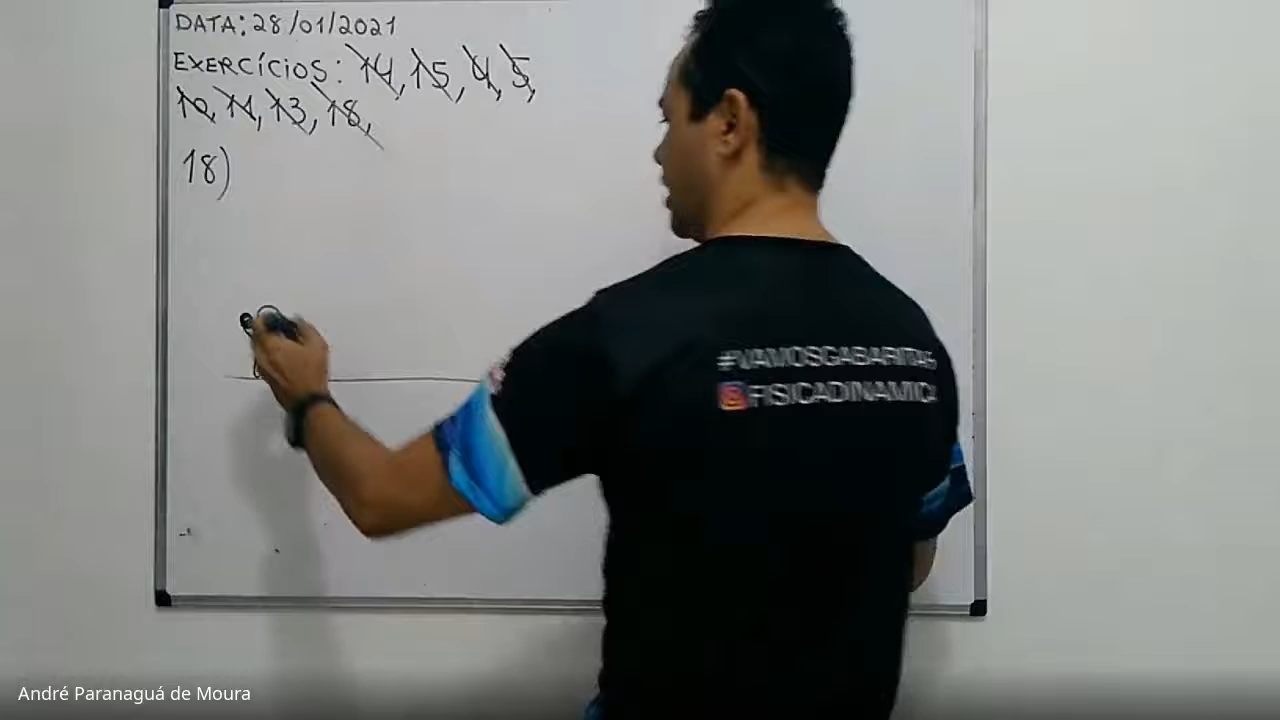 DATA: 28/01/2021
EXERCÍCIOS: 14, 15, 4, 5,
10, 11, 13, 18,
18)
#VAMOSGABARITAR
FISICADINAMICA
André Paranaguá de Moura